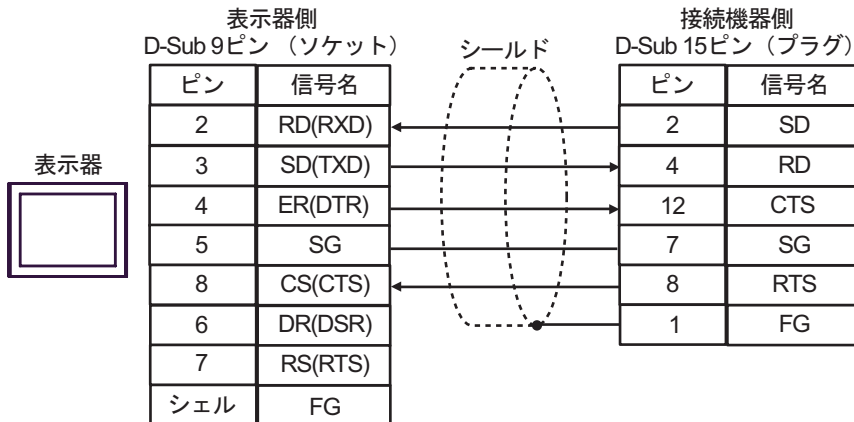 表示器側
D-Sub 9ピン （ソケット）
シールド
接続機器側
D-Sub 15ピン（プラグ）
表示器
ピン 信号名
2 RD(RXD)
3 SD(TXD)
4 ER(DTR)
5 SG
8 CS(CTS)
6 DR(DSR)
7 RS(RTS)
シェル FG
ピン 信号名
2 SD
4 RD
12 CTS
7 SG
8 RTS
1 FG